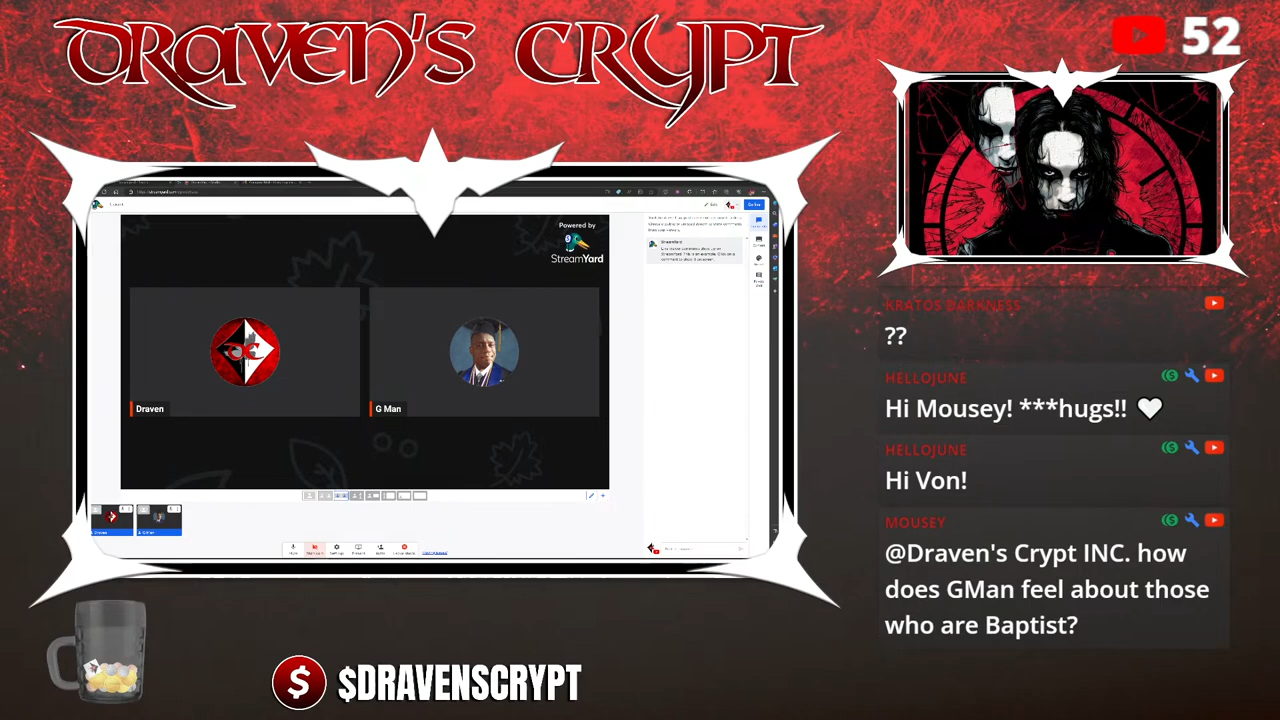 DRAVEN'S CRYPT
52
Powered by
StreamYard
Draven
G Man
KRATOS DARKNESS
??
HELLOJUNE
Hi Mousey! ***hugs!! 🤍
HELLOJUNE
Hi Von!
MOUSEY
@Draven's Crypt INC. how
does GMan feel about those
who are Baptist?
$
$DRAVENSCRYPT